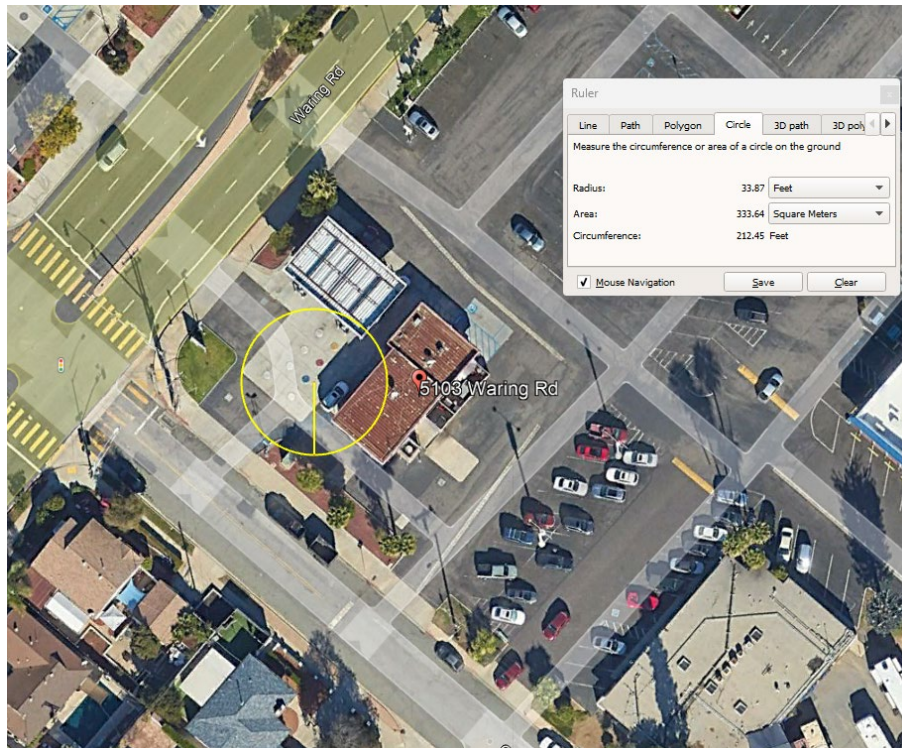 Waring Rd
Ruler
Line Path Polygon Circle 3D path 3D poly
Measure the circumference or area of a circle on the ground
Radius: 33.87 Feet
Area: 333.64 Square Meters
Circumference: 212.45 Feet
Mouse Navigation Save Clear
5103 Waring Rd